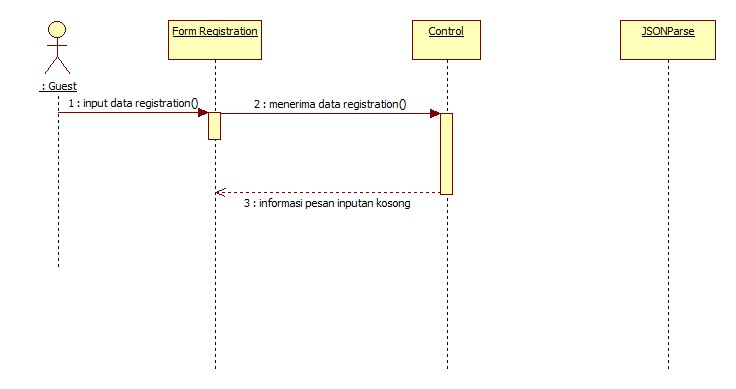 Form Registration
Control
JSONParse
: Guest
1 : input data registration()
2 : menerima data registration()
3 : informasi pesan inputan kosong